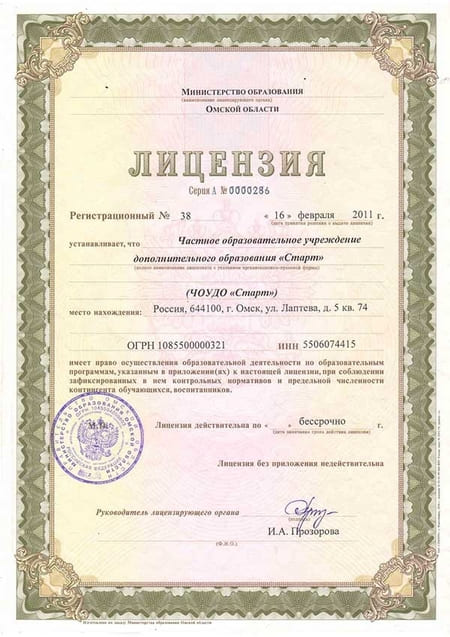 Министерство образования
(наименование лицензирующего органа)
Омской области
ЛИЦЕНЗИЯ
Серия А № 0000286
Регистрационный № 38 « 16 » февраля 2011 г.
(дата принятия решения о выдаче лицензии)
устанавливает, что Частное образовательное учреждение
дополнительного образования «Старт»
(полное наименование лицензиата с указанием организационно-правовой формы)
(ЧОУДО «Старт»)
место нахождения: Россия, 644100, г. Омск, ул. Лаптева, д. 5 кв. 74
ОГРН 1085500000321 ИНН 5506074415
имеет право осуществления образовательной деятельности по образовательным
программам, указанным в приложении(ях) к настоящей лицензии, при соблюдении
зафиксированных в нем контрольных нормативов и предельной численности
контингента обучающихся, воспитанников.
М.П.
Лицензия действительна по « » бессрочно г.
(дата окончания срока действия лицензии)
Лицензия без приложения недействительна
Руководитель лицензирующего органа
(подпись)
И.А. Прозорова
(Ф.И.О.)
Изготовлено по заказу Министерства образования Омской области